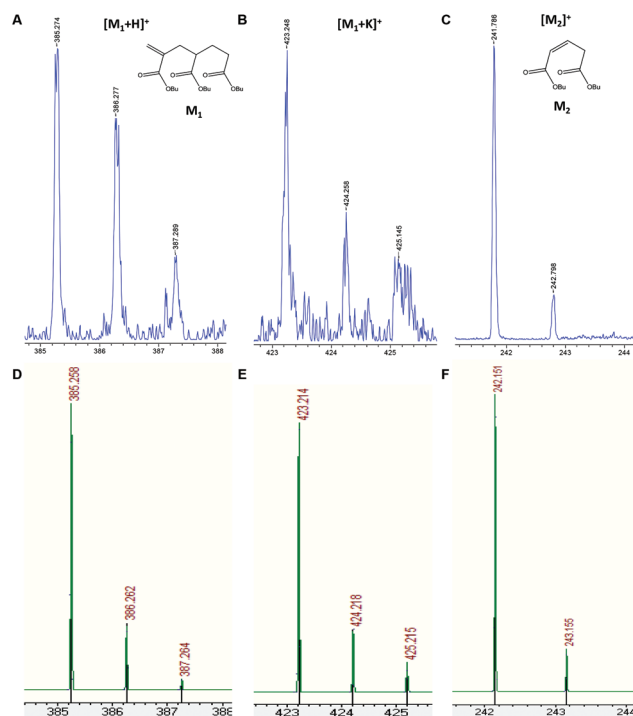 A [M₁+H]⁺
385.274
386.277
387.289
O O O
OBu OBu OBu
M₁
385 386 387 388
B [M₁+K]⁺
423.248
424.258
425.145
423 424 425
C [M₂]⁺
241.786
242.798
O O
OBu OBu
M₂
242 243 244
D
385.258
386.262
387.264
385 386 387 388
E
423.214
424.218
425.215
423 424 425
F
242.151
243.155
242 243 244